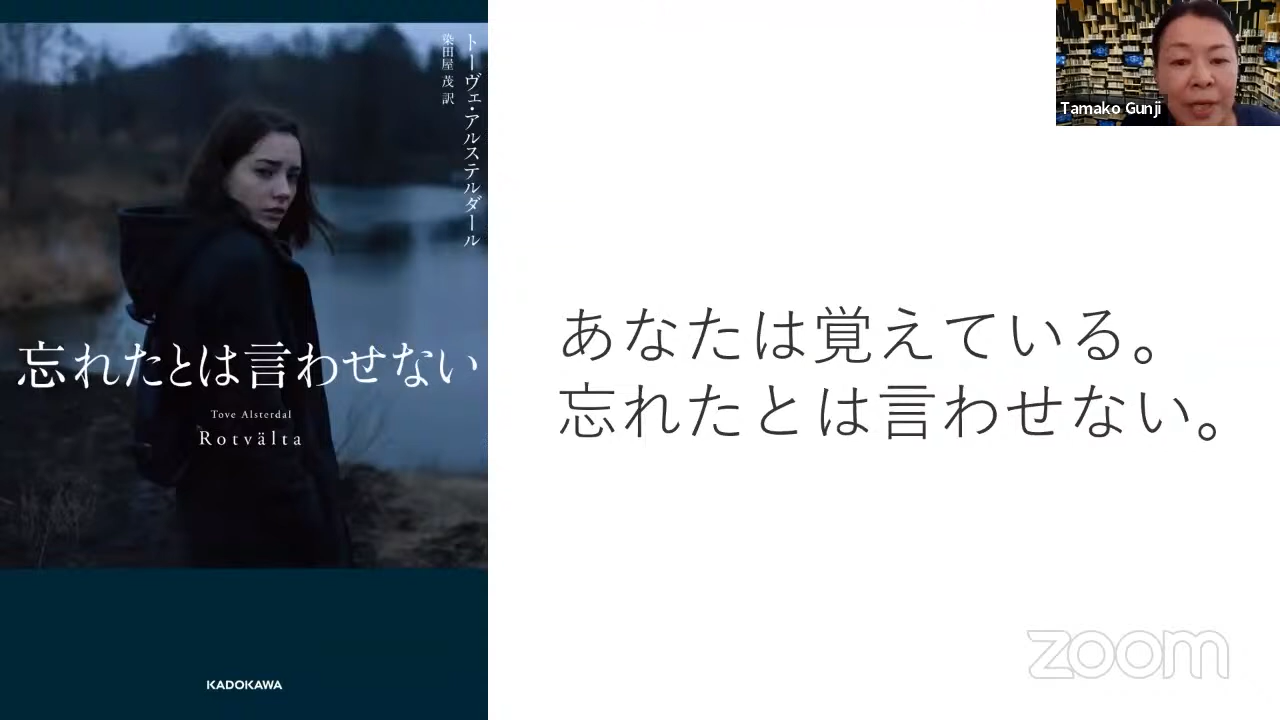 トーヴェ・アルステルダール
染田屋 茂 訳
忘れたとは言わせない
Tove Alsterdal
Rotvälta
KADOKAWA
あなたは覚えている。
忘れたとは言わせない。
Tamako Gunji
zoom